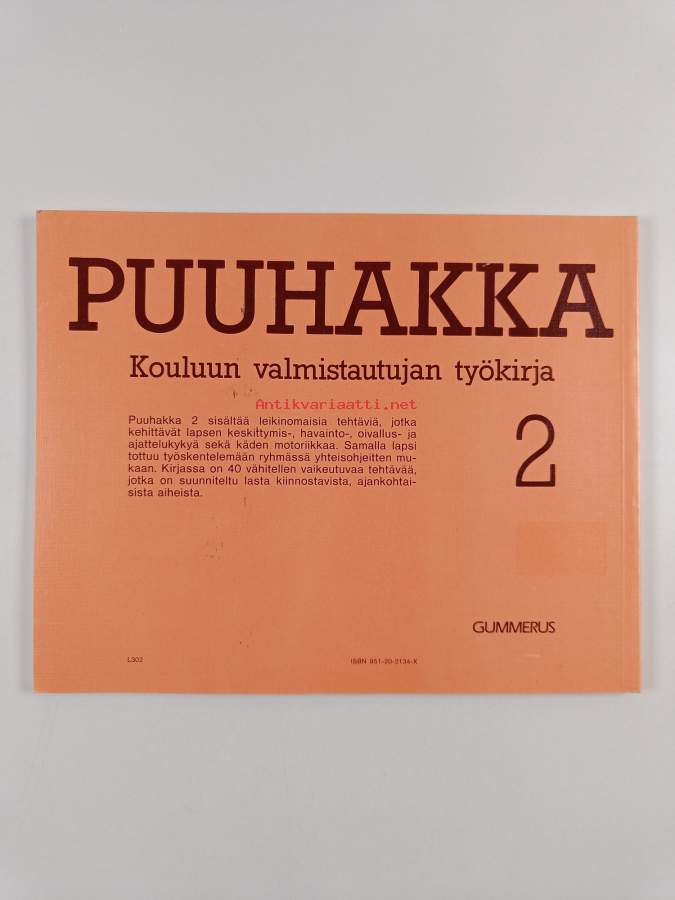 PUUHAKKA
Kouluun valmistautujan työkirja
Antikvariaatti.net
Puuhakka 2 sisältää leikinomaisia tehtäviä, jotka
kehittävät lapsen keskittymis-, havainto-, oivallus- ja
ajattelukykyä sekä käden motoriikkaa. Samalla lapsi
tottuu työskentelemään ryhmässä yhteisohjeitten mu-
kaan. Kirjassa on 40 vähitellen vaikeutuvaa tehtävää,
jotka on suunniteltu lasta kiinnostavista, ajankohtai-
sista aiheista.
2
GUMMERUS
L302
ISBN 951-20-2134-X